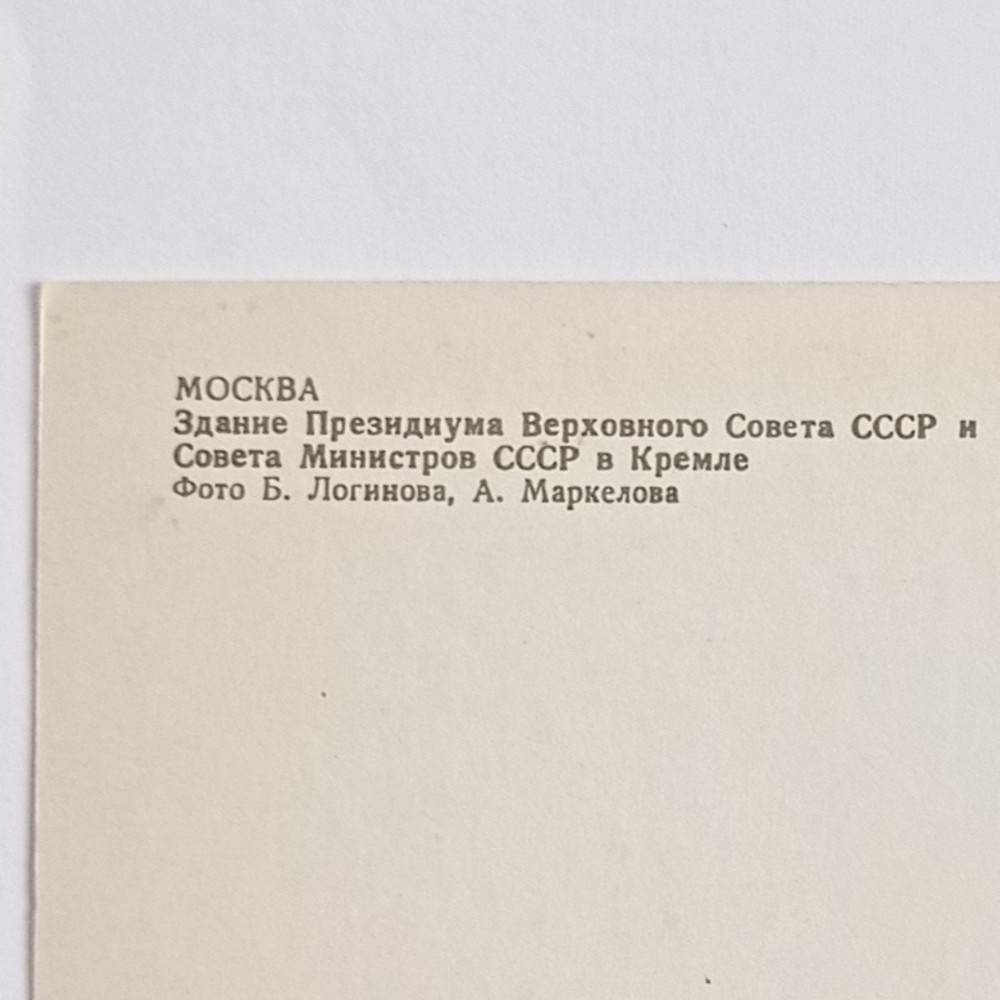 МОСКВА
Здание Президиума Верховного Совета СССР и
Совета Министров СССР в Кремле
Фото Б. Логинова, А. Маркелова